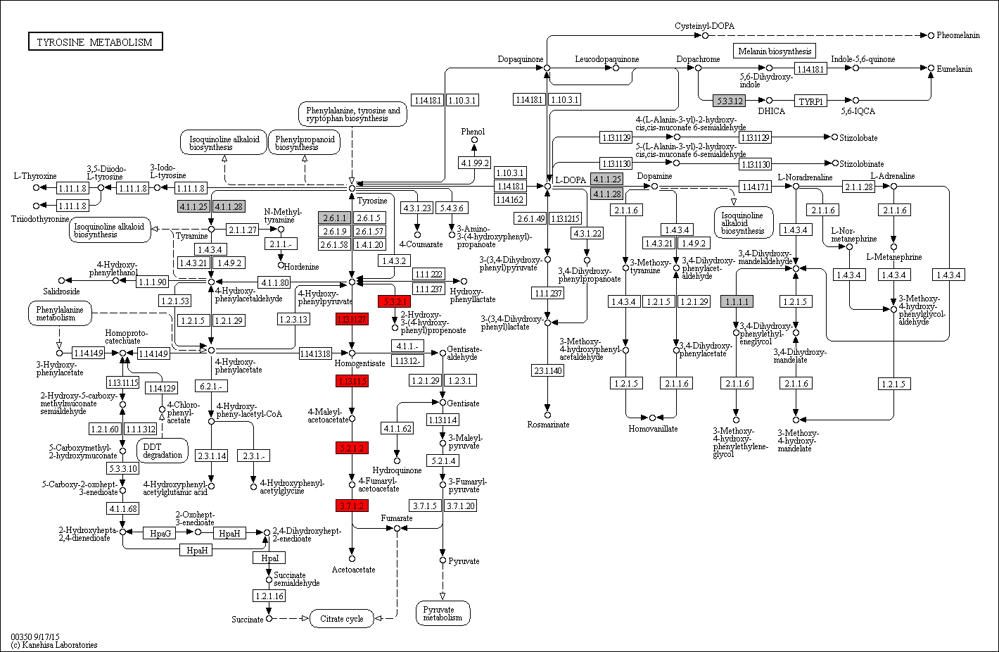 TYROSINE METABOLISM
Cysteinyl-DOPA
Pheomelanin
Melanin biosynthesis
Dopaquinone
Leucodopaquinone
Dopachrome
Indole-5,6-quinone
1.14.18.1
Eumelanin
5,6-Dihydroxy-
indole
1.14.18.1
1.10.3.1
1.14.18.1
1.10.3.1
5.3.3.12
TYRP1
DHICA
5,6-IQCA
Phenylalanine, tyrosine and
ryptophan biosynthesis
Isoquinoline alkaloid
biosynthesis
Phenylpropanoid
biosynthesis
Phenol
4.1.99.2
4-(L-Alanin-3-yl)-2-hydroxy-
cis,cis-muconate 6-semialdehyde
1.13.1129
1.13.1129
Stizolobate
5-(L-Alanin-3-yl)-2-hydroxy-
cis,cis-muconate 6-semialdehyde
1.13.1130
1.13.1130
Stizolobinate
L-Thyroxine
3,5-Diiodo-
L-tyrosine
3-Iodo-
L-tyrosine
1.11.1.8
1.11.1.8
1.11.1.8
1.11.1.8
Triiodothyronine
1.10.3.1
1.14.18.1
1.14.16.2
L-DOPA
4.1.1.25
4.1.1.28
Dopamine
1.14.17.1
L-Noradrenaline
2.1.1.28
L-Adrenaline
Tyrosine
4.1.1.25
4.1.1.28
Isoquinoline alkaloid
biosynthesis
Tyramine
2.1.1.27
N-Methyl-
tyramine
2.1.1.-
Hordenine
2.6.1.1
2.6.1.5
2.6.1.9
2.6.1.57
2.6.1.58
1.4.1.20
4.3.1.23
5.4.3.6
4-Coumarate
3-Amino-
3-(4-hydroxyphenyl)-
propanoate
1.4.3.2
2.6.1.49
1.13.1215
4.3.1.22
2.1.1.6
1.4.3.4
1.4.3.21
1.4.9.2
Isoquinoline
alkaloid
biosynthesis
1.4.3.4
2.1.1.6
L-Nor-
metanephrine
2.1.1.6
L-Metanephrine
1.4.3.4
1.4.3.21
1.4.9.2
4-Hydroxy-
phenylethanol
1.1.1.90
Salidroside
4-Hydroxy-
phenylacetaldehyde
4.1.1.80
4-Hydroxy-
phenylpyruvate
1.1.1.222
1.1.1.237
Hydroxy-
phenyllactate
3-(3,4-Dihydroxy-
phenyl)pyruvate
3,4-Dihydroxy-
phenylpropanoate
3-Methoxy-
tyramine
3,4-Dihydroxy-
phenylacet-
aldehyde
3,4-Dihydroxy-
mandelaldehyde
1.4.3.4
1.4.3.4
1.4.3.4
1.2.1.53
5.3.2.1
2-Hydroxy-
3-(4-hydroxy-
phenyl)propenoate
1.1.1.237
1.4.3.4
1.2.1.5
1.2.1.29
1.1.1.1
1.2.1.5
3-Methoxy-
4-hydroxy-
phenylglycol-
aldehyde
Phenylalanine
metabolism
1.2.1.5
1.2.1.29
1.2.3.13
1.13.1127
3-(3,4-Dihydroxy-
phenyl)lactate
3,4-Dihydroxy-
phenylethyl-
eneglycol
Homoproto-
catechuate
1.14.14.9
1.14.14.9
3-Hydroxy-
phenylacetate
4-Hydroxy-
phenylacetate
1.14.13.18
Homogentisate
4.1.1.-
1.13.12.-
Gentisate-
aldehyde
3-Methoxy-
4-hydroxyphenyl-
acetaldehyde
3,4-Dihydroxy-
phenylacetate
3,4-Dihydroxy-
mandelate
1.13.11.15
1.14.129
6.2.1.-
1.13.11.5
1.2.1.29
1.2.3.1
2.3.1.140
1.2.1.5
2.1.1.6
2.1.1.6
2.1.1.6
1.2.1.5
2-Hydroxy-5-carboxy-
methylmuconate
semialdehyde
4-Chloro-
phenyl-
acetate
4-Hydroxy-
pheny-lacetyl-CoA
4-Maleyl-
acetoacetate
Gentisate
Rosmarinate
Homovanillate
3-Methoxy-
4-hydroxy-
phenylethylene-
glycol
3-Methoxy-
4-hydroxy-
mandelate
1.2.1.60
1.1.1.312
4.1.1.62
1.13.11.4
DDT
degradation
5-Carboxymethyl-
2-hydroxymuconate
2.3.1.14
2.3.1.-
5.2.1.2
3-Maleyl-
pyruvate
5.2.1.4
Hydroquinone
5.3.3.10
5-Carboxy-2-oxohept-
3-enedioate
4-Hydroxyphenyl-
acetylglutamic acid
4-Hydroxyphenyl-
acetylglycine
4-Fumaryl-
acetoacetate
3-Fumaryl-
pyruvate
4.1.1.68
3.7.1.2
3.7.1.5
3.7.1.20
2-Hydroxyhepta-
2,4-dienedioate
HpaG
2-Oxohept-
3-enedioate
HpaH
2,4-Dihydroxyhept-
2-enedioate
HpaH
HpaI
Fumarate
Acetoacetate
Pyruvate
Succinate
semialdehyde
1.2.1.16
Succinate
Citrate cycle
Pyruvate
metabolism
00350 9/17/15
(c) Kanehisa Laboratories